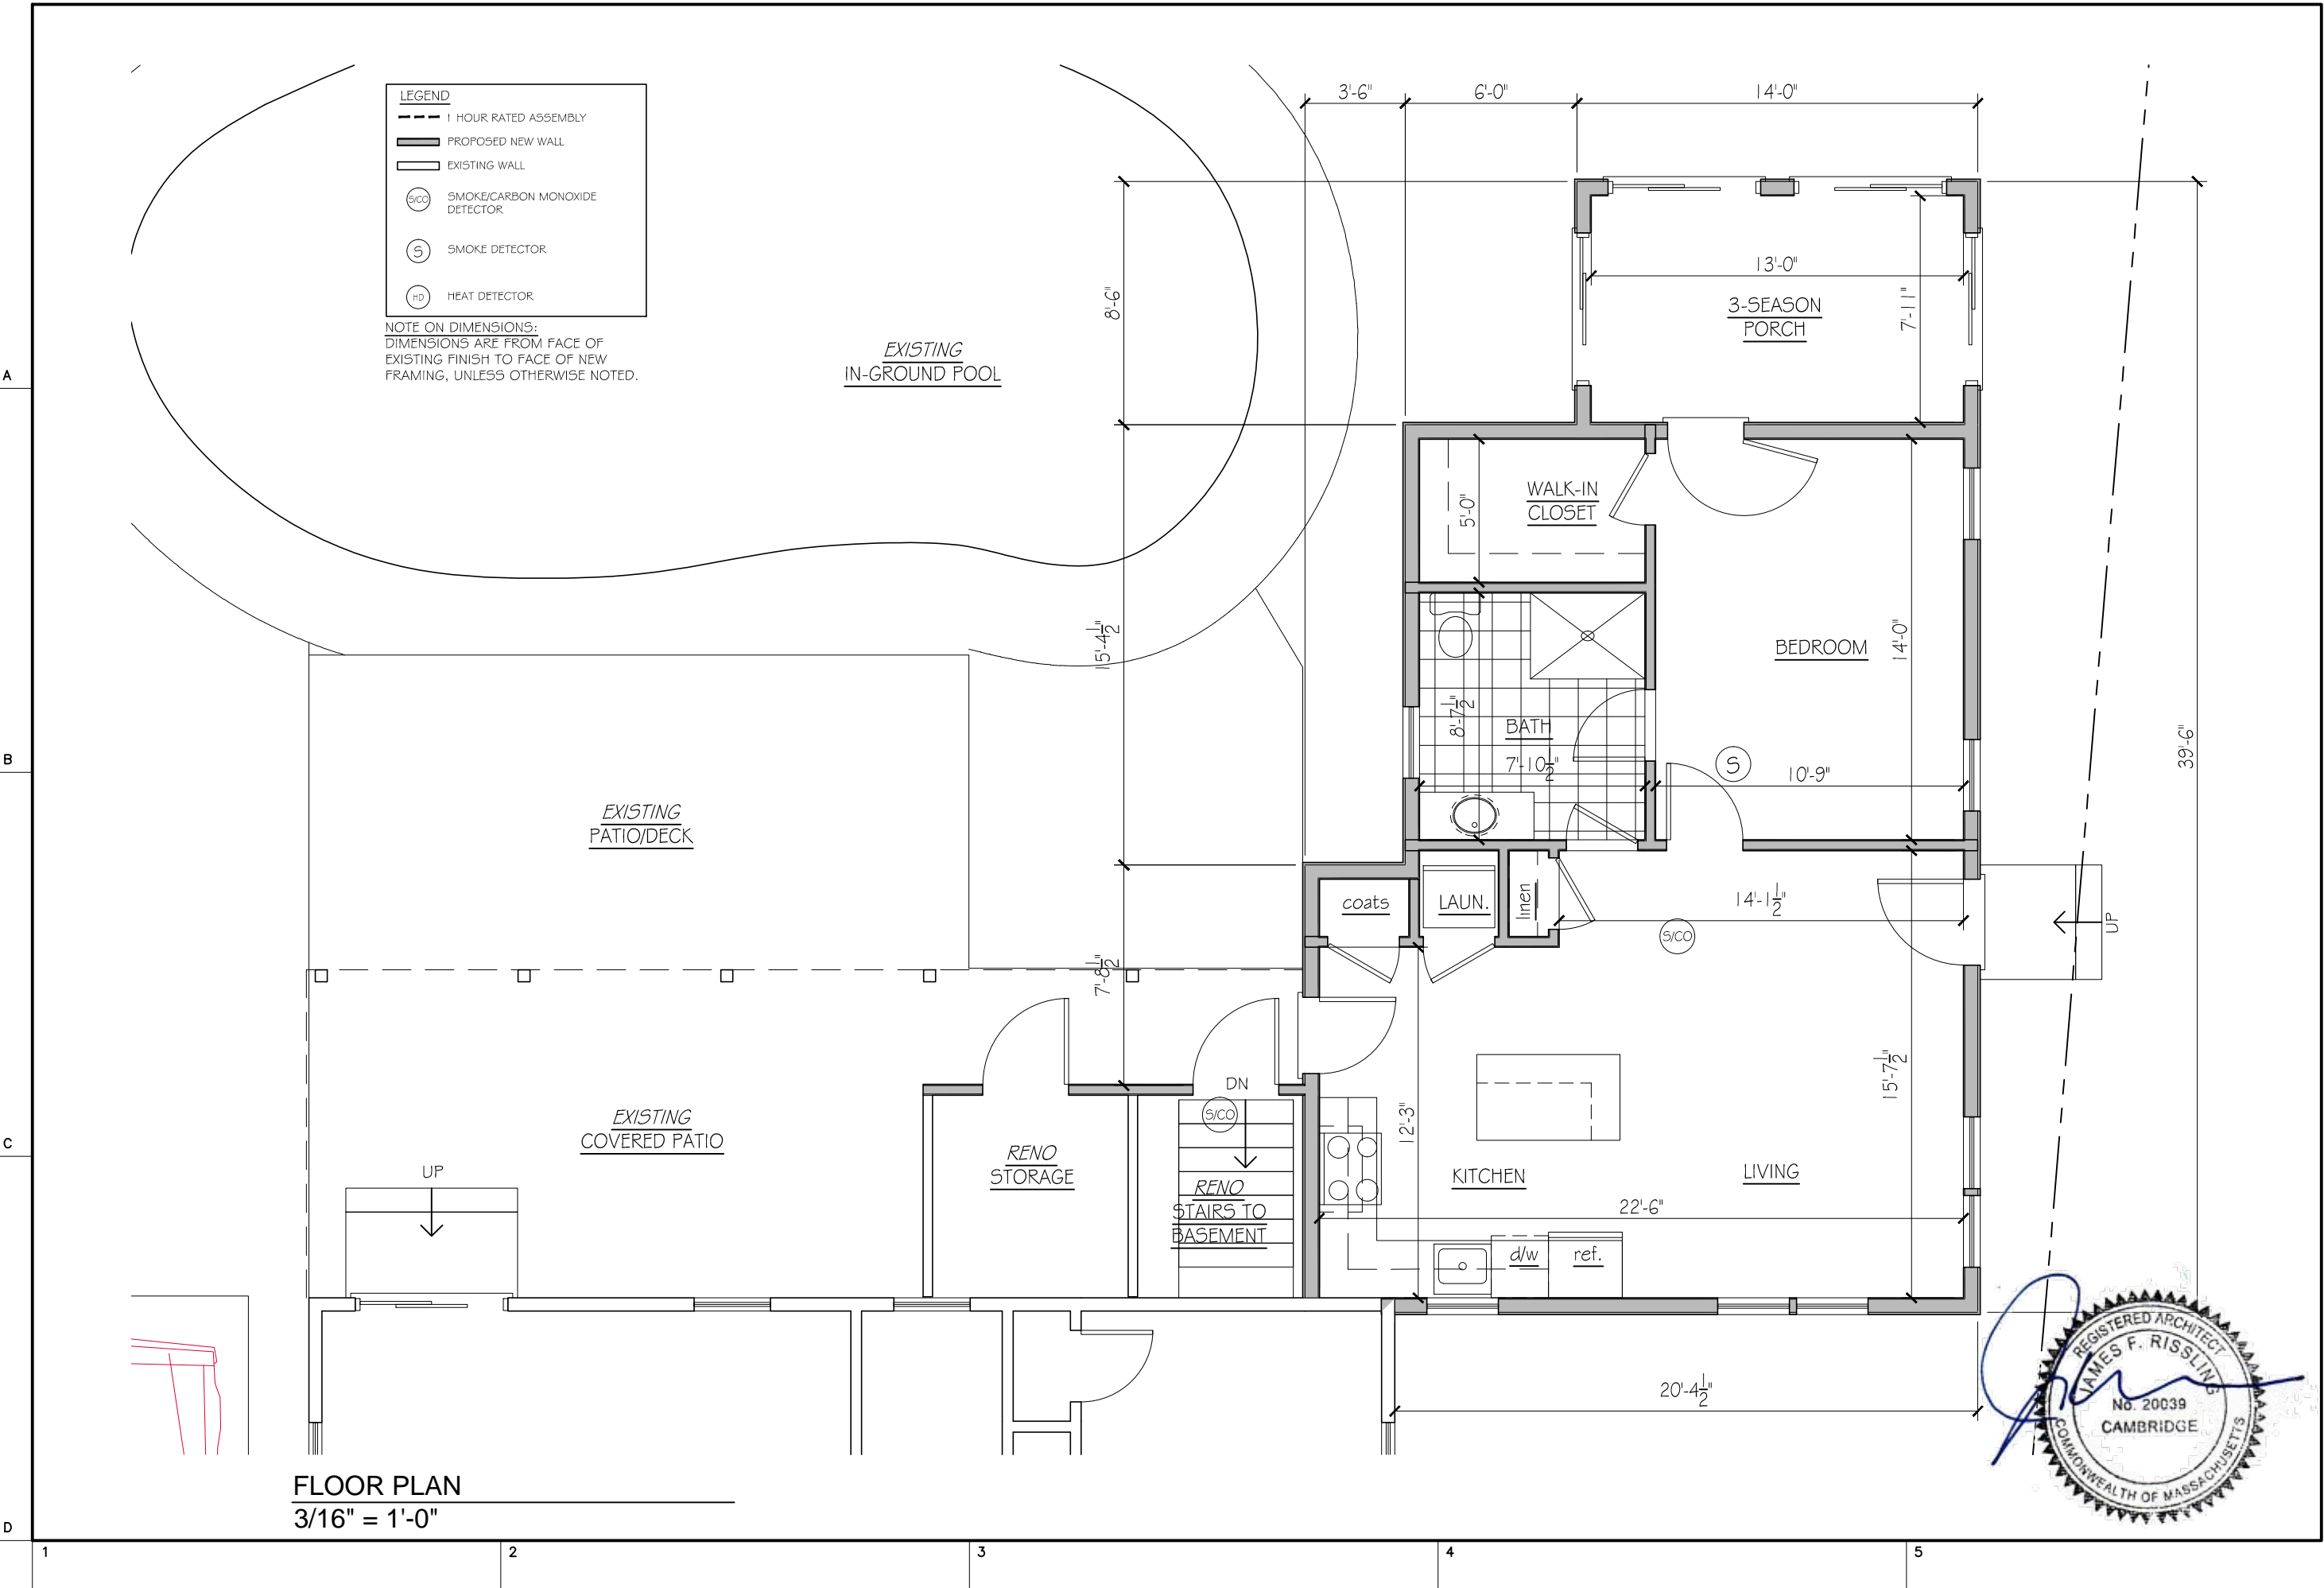 LEGEND
1 HOUR RATED ASSEMBLY
PROPOSED NEW WALL
EXISTING WALL
S/CO
SMOKE/CARBON MONOXIDE
DETECTOR
S
SMOKE DETECTOR
HD
HEAT DETECTOR
NOTE ON DIMENSIONS:
DIMENSIONS ARE FROM FACE OF
EXISTING FINISH TO FACE OF NEW
FRAMING, UNLESS OTHERWISE NOTED.
EXISTING
IN-GROUND POOL
3'-6"
6'-0"
14'-0"
8'-6"
13'-0"
3-SEASON
PORCH
7'-11"
WALK-IN
CLOSET
5'-0"
15'-4 1/2"
BEDROOM
14'-0"
8'-7 1/2"
BATH
7'-10 1/2"
S
10'-9"
39'-6"
EXISTING
PATIO/DECK
coats
LAUN.
linen
14'-1 1/2"
S/CO
UP
7'-8 1/2"
DN
S/CO
15'-7 1/2"
12'-3"
EXISTING
COVERED PATIO
UP
RENO
STORAGE
RENO
STAIRS TO
BASEMENT
KITCHEN
LIVING
22'-6"
d/w
ref.
20'-4 1/2"
REGISTERED ARCHITECT
JAMES F. RISSLING
No. 20039
CAMBRIDGE
COMMONWEALTH OF MASSACHUSETTS
FLOOR PLAN
3/16" = 1'-0"
A
B
C
D
1
2
3
4
5